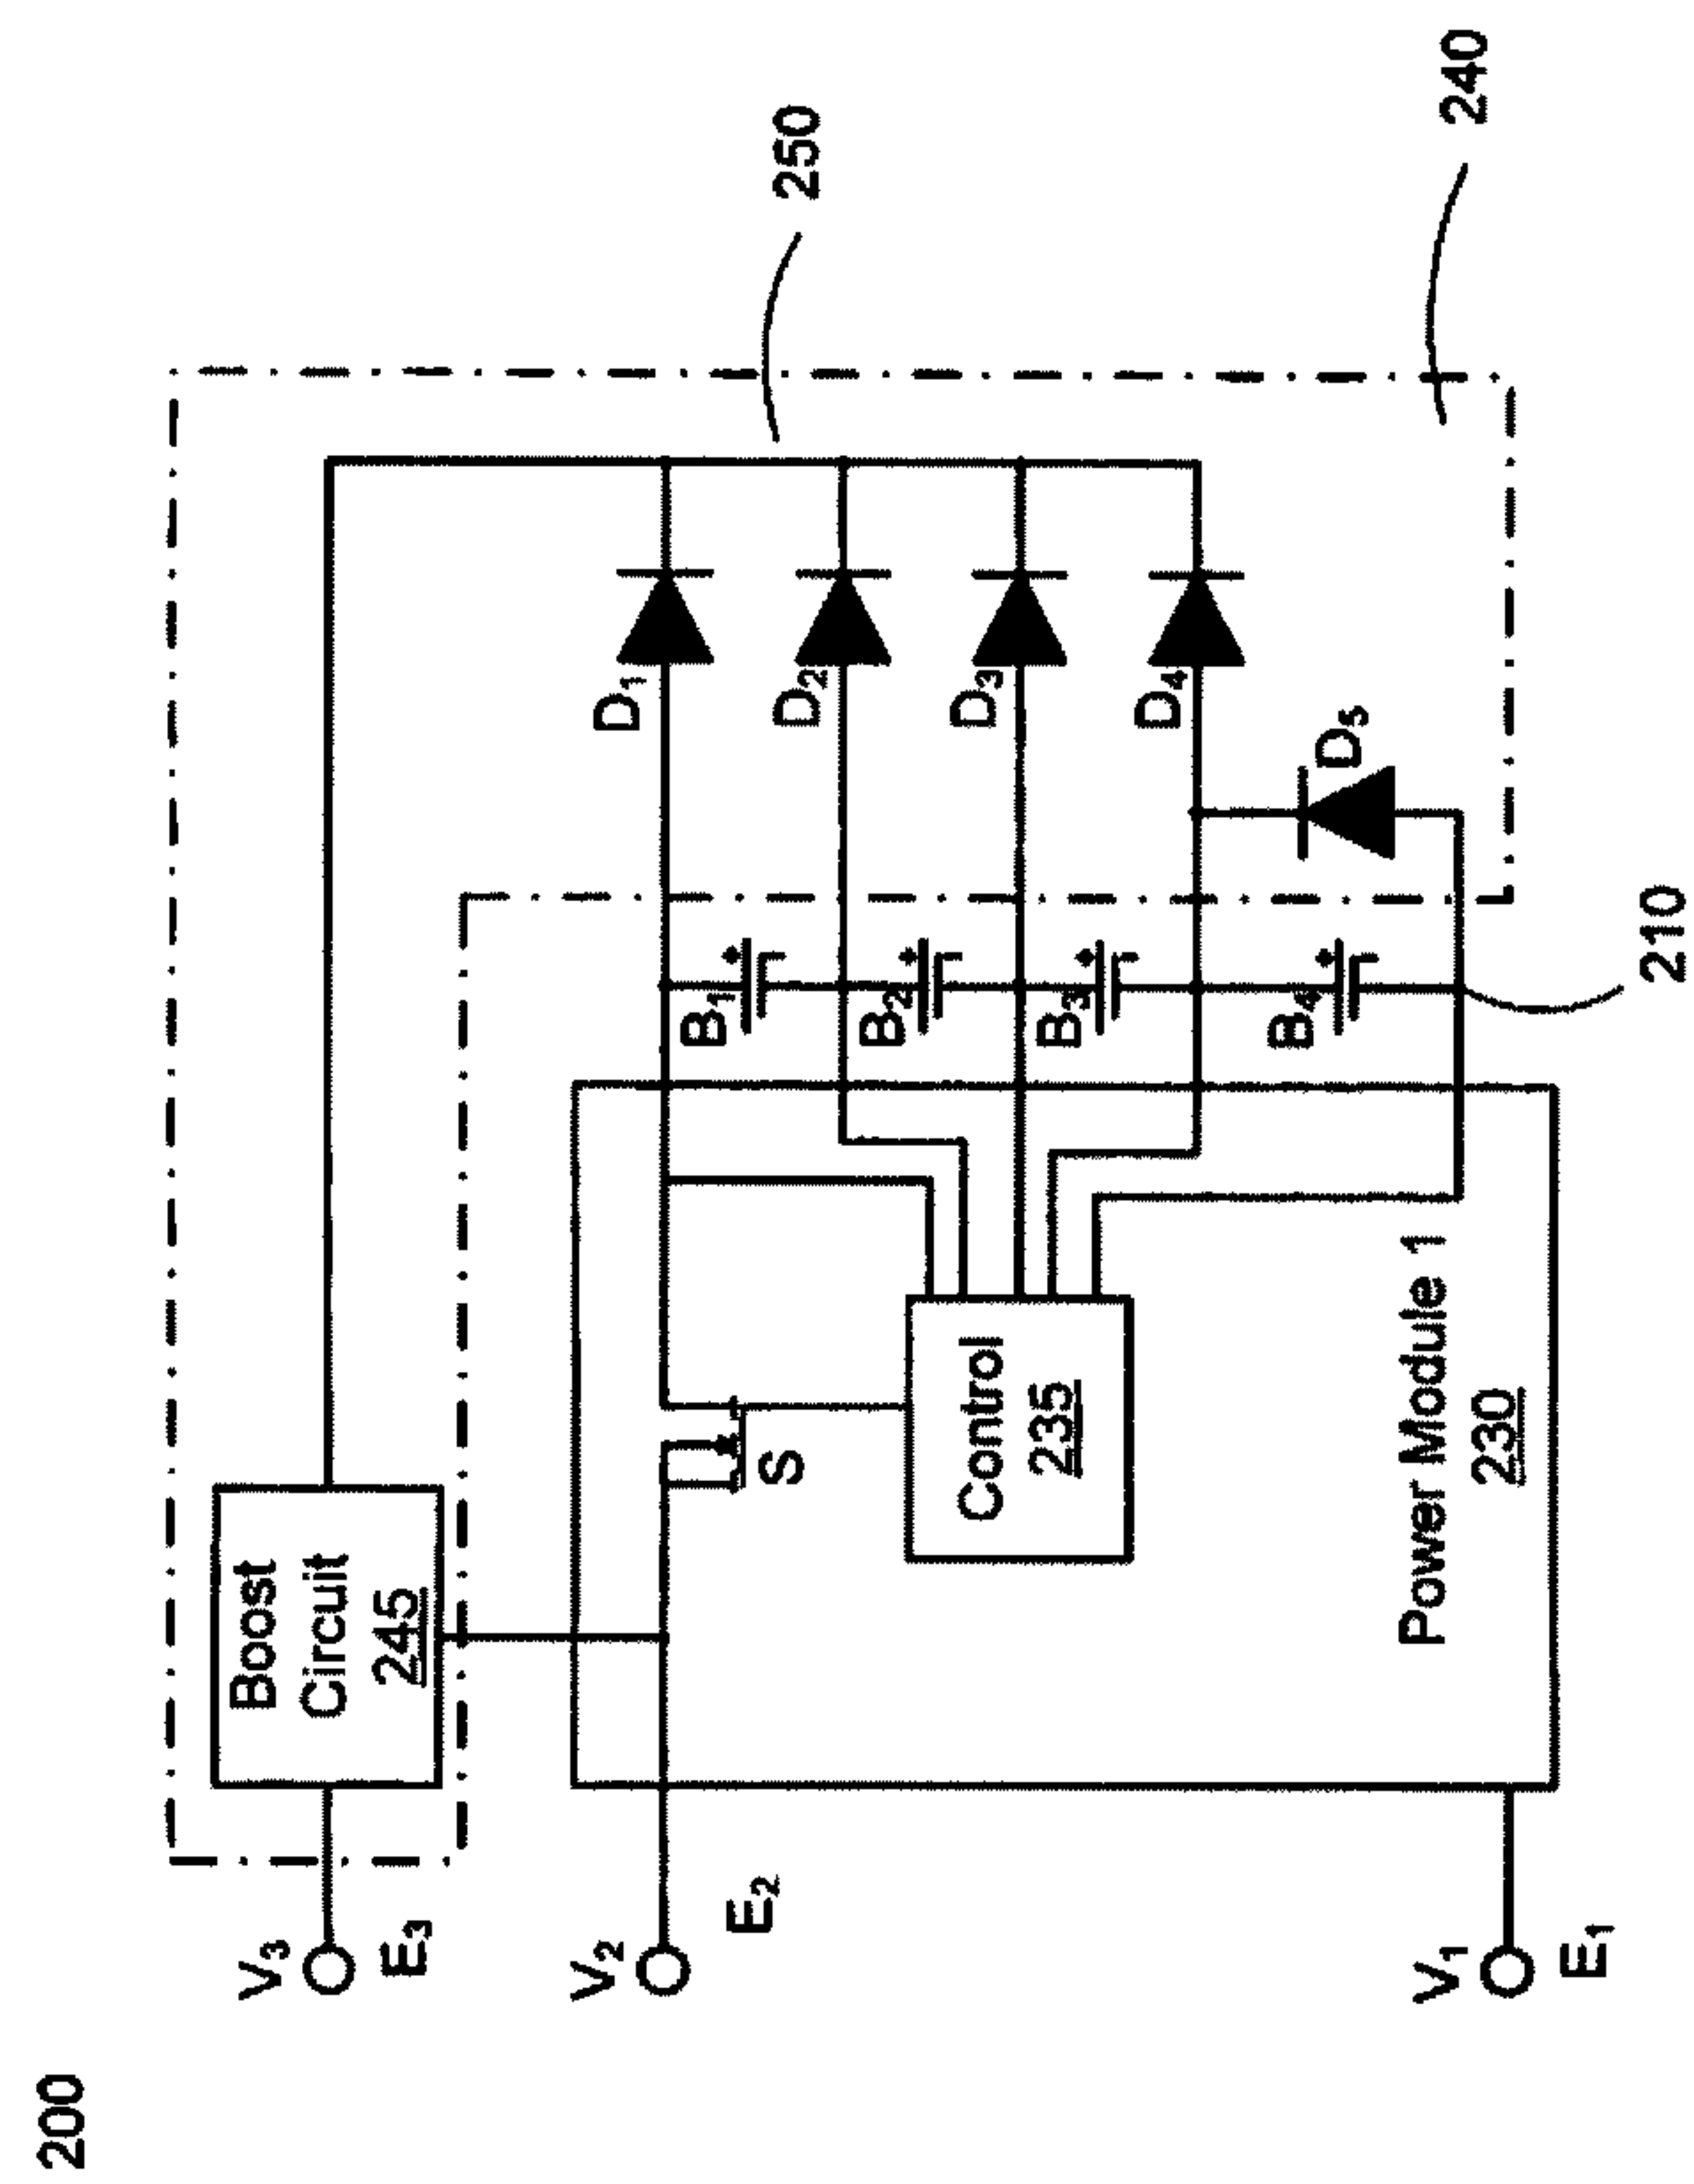 200
V3
E3
V2
E2
V1
E1
Boost
Circuit
245
S
Control
235
Power Module 1
230
B1
B2
B3
B4
210
D1
D2
D3
D4
D5
250
240